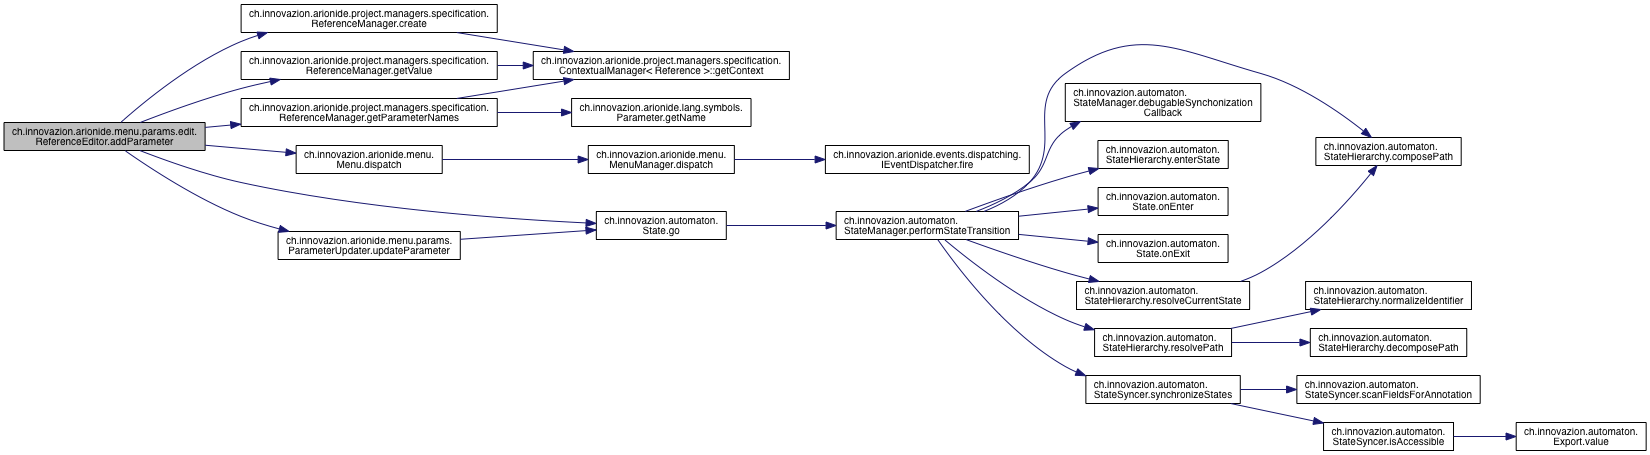 ch.innovazion.arionide.menu.params.edit.
ReferenceEditor.addParameter
ch.innovazion.arionide.project.managers.specification.
ReferenceManager.create
ch.innovazion.arionide.project.managers.specification.
ReferenceManager.getValue
ch.innovazion.arionide.project.managers.specification.
ReferenceManager.getParameterNames
ch.innovazion.arionide.menu.
Menu.dispatch
ch.innovazion.arionide.menu.params.
ParameterUpdater.updateParameter
ch.innovazion.arionide.project.managers.specification.
ContextualManager< Reference >::getContext
ch.innovazion.arionide.lang.symbols.
Parameter.getName
ch.innovazion.arionide.menu.
MenuManager.dispatch
ch.innovazion.automaton.
State.go
ch.innovazion.arionide.events.dispatching.
IEventDispatcher.fire
ch.innovazion.automaton.
StateManager.performStateTransition
ch.innovazion.automaton.
StateManager.debugableSynchonization
Callback
ch.innovazion.automaton.
StateHierarchy.enterState
ch.innovazion.automaton.
State.onEnter
ch.innovazion.automaton.
State.onExit
ch.innovazion.automaton.
StateHierarchy.resolveCurrentState
ch.innovazion.automaton.
StateHierarchy.resolvePath
ch.innovazion.automaton.
StateSyncer.synchronizeStates
ch.innovazion.automaton.
StateHierarchy.composePath
ch.innovazion.automaton.
StateHierarchy.normalizeIdentifier
ch.innovazion.automaton.
StateHierarchy.decomposePath
ch.innovazion.automaton.
StateSyncer.scanFieldsForAnnotation
ch.innovazion.automaton.
StateSyncer.isAccessible
ch.innovazion.automaton.
Export.value